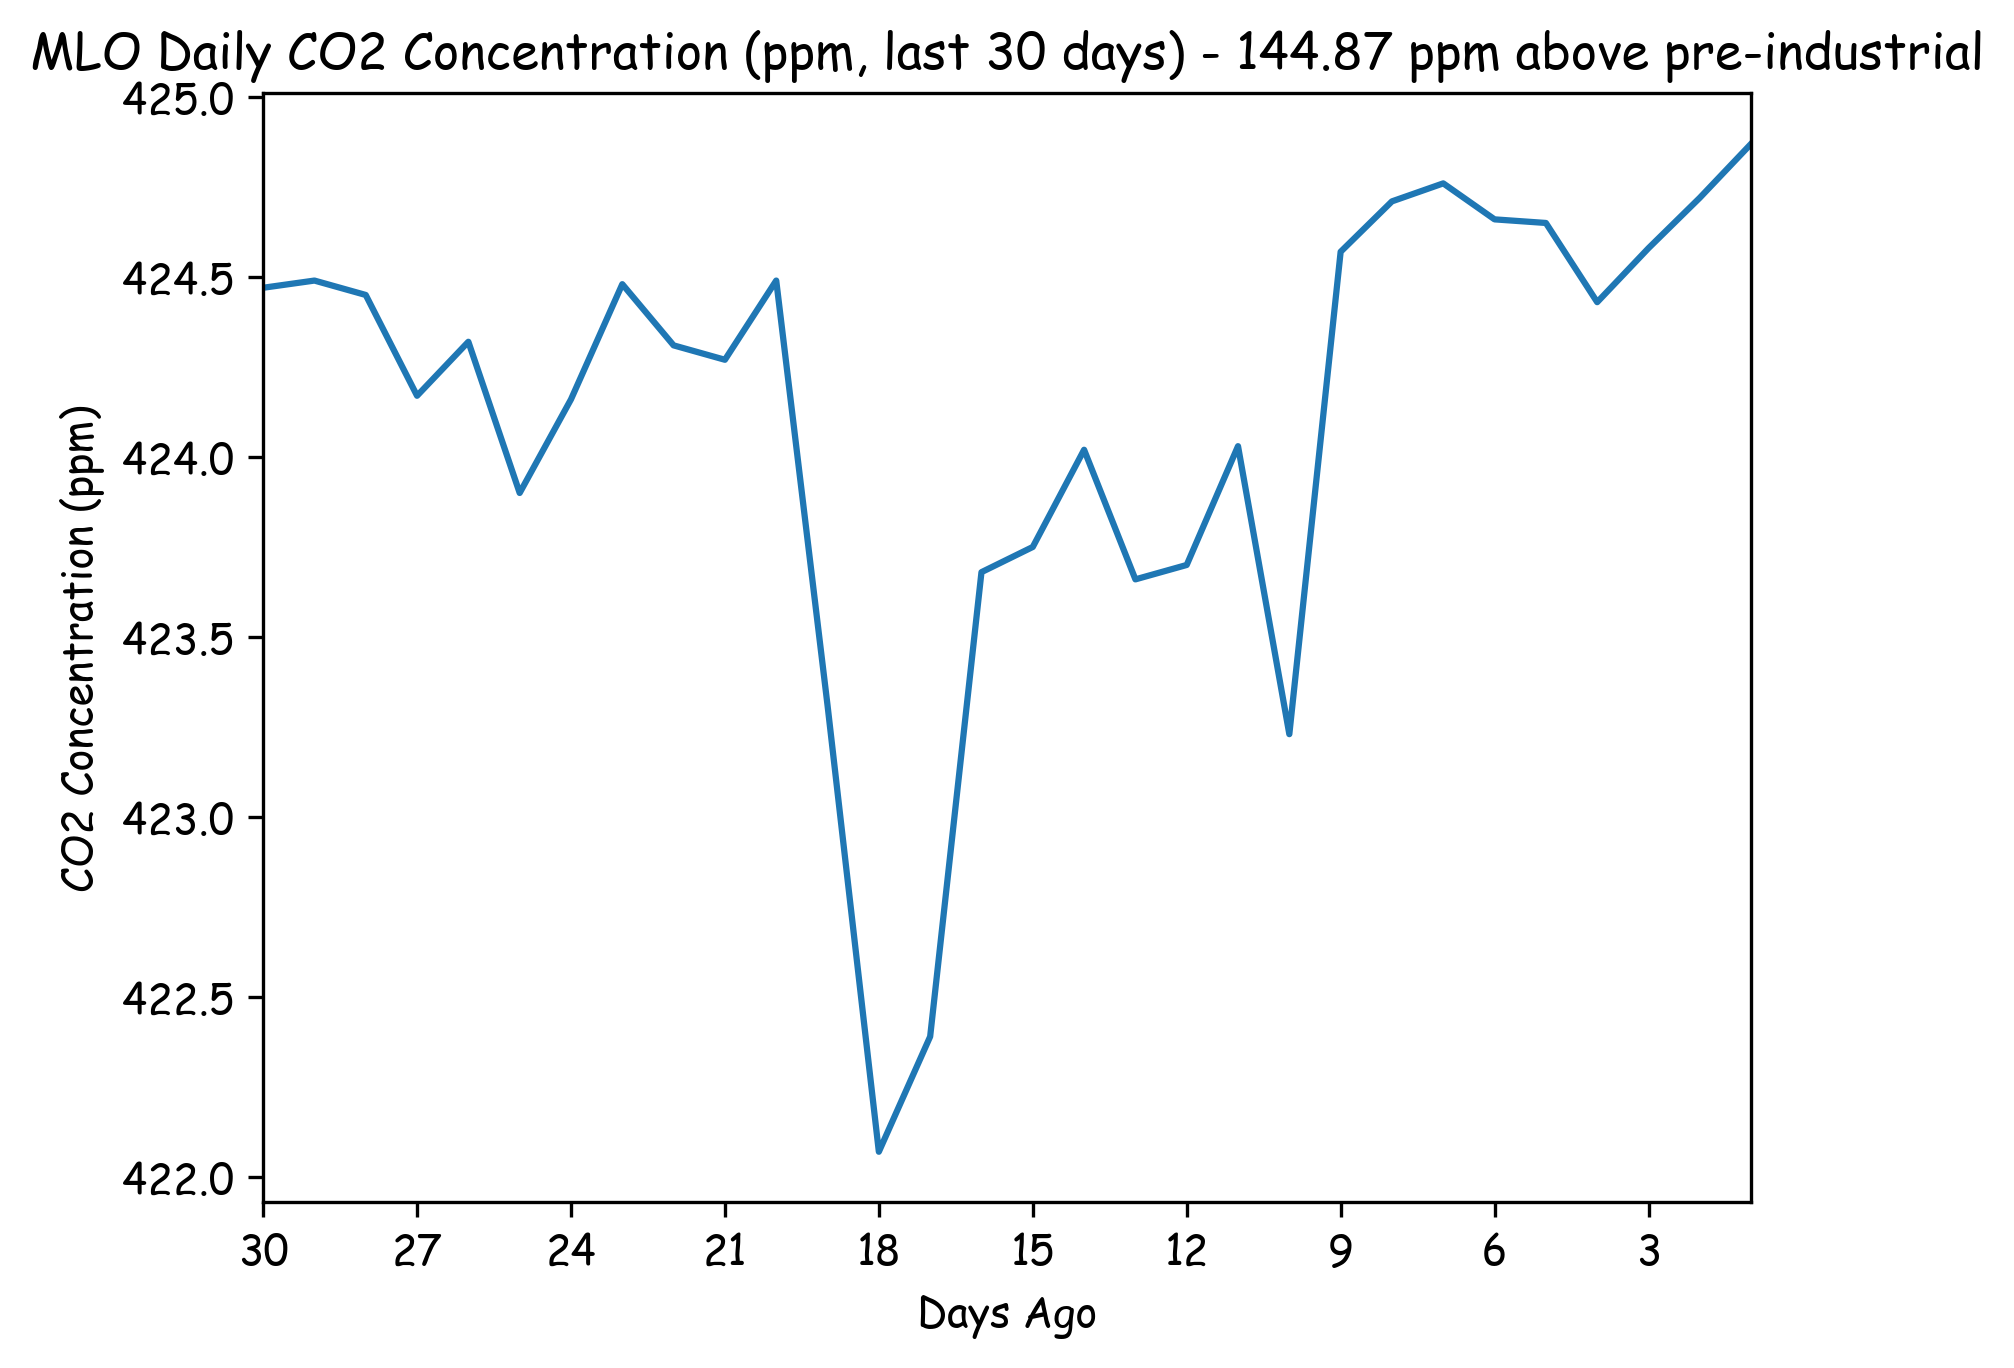 MLO Daily CO2 Concentration (ppm, last 30 days) - 144.87 ppm above pre-industrial
425.0
424.5
424.0
423.5
423.0
422.5
422.0
CO2 Concentration (ppm)
30 27 24 21 18 15 12 9 6 3
Days Ago